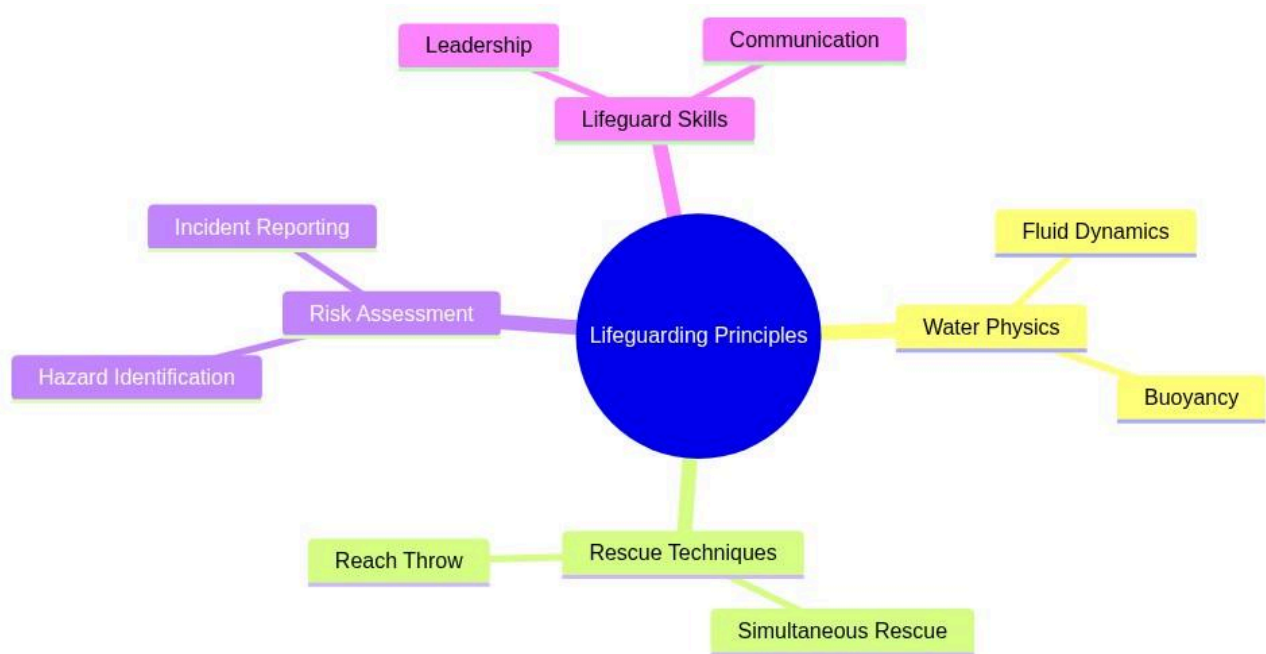 Leadership
Communication
Lifeguard Skills
Incident Reporting
Risk Assessment
Hazard Identification
Lifeguarding Principles
Fluid Dynamics
Water Physics
Buoyancy
Rescue Techniques
Reach Throw
Simultaneous Rescue